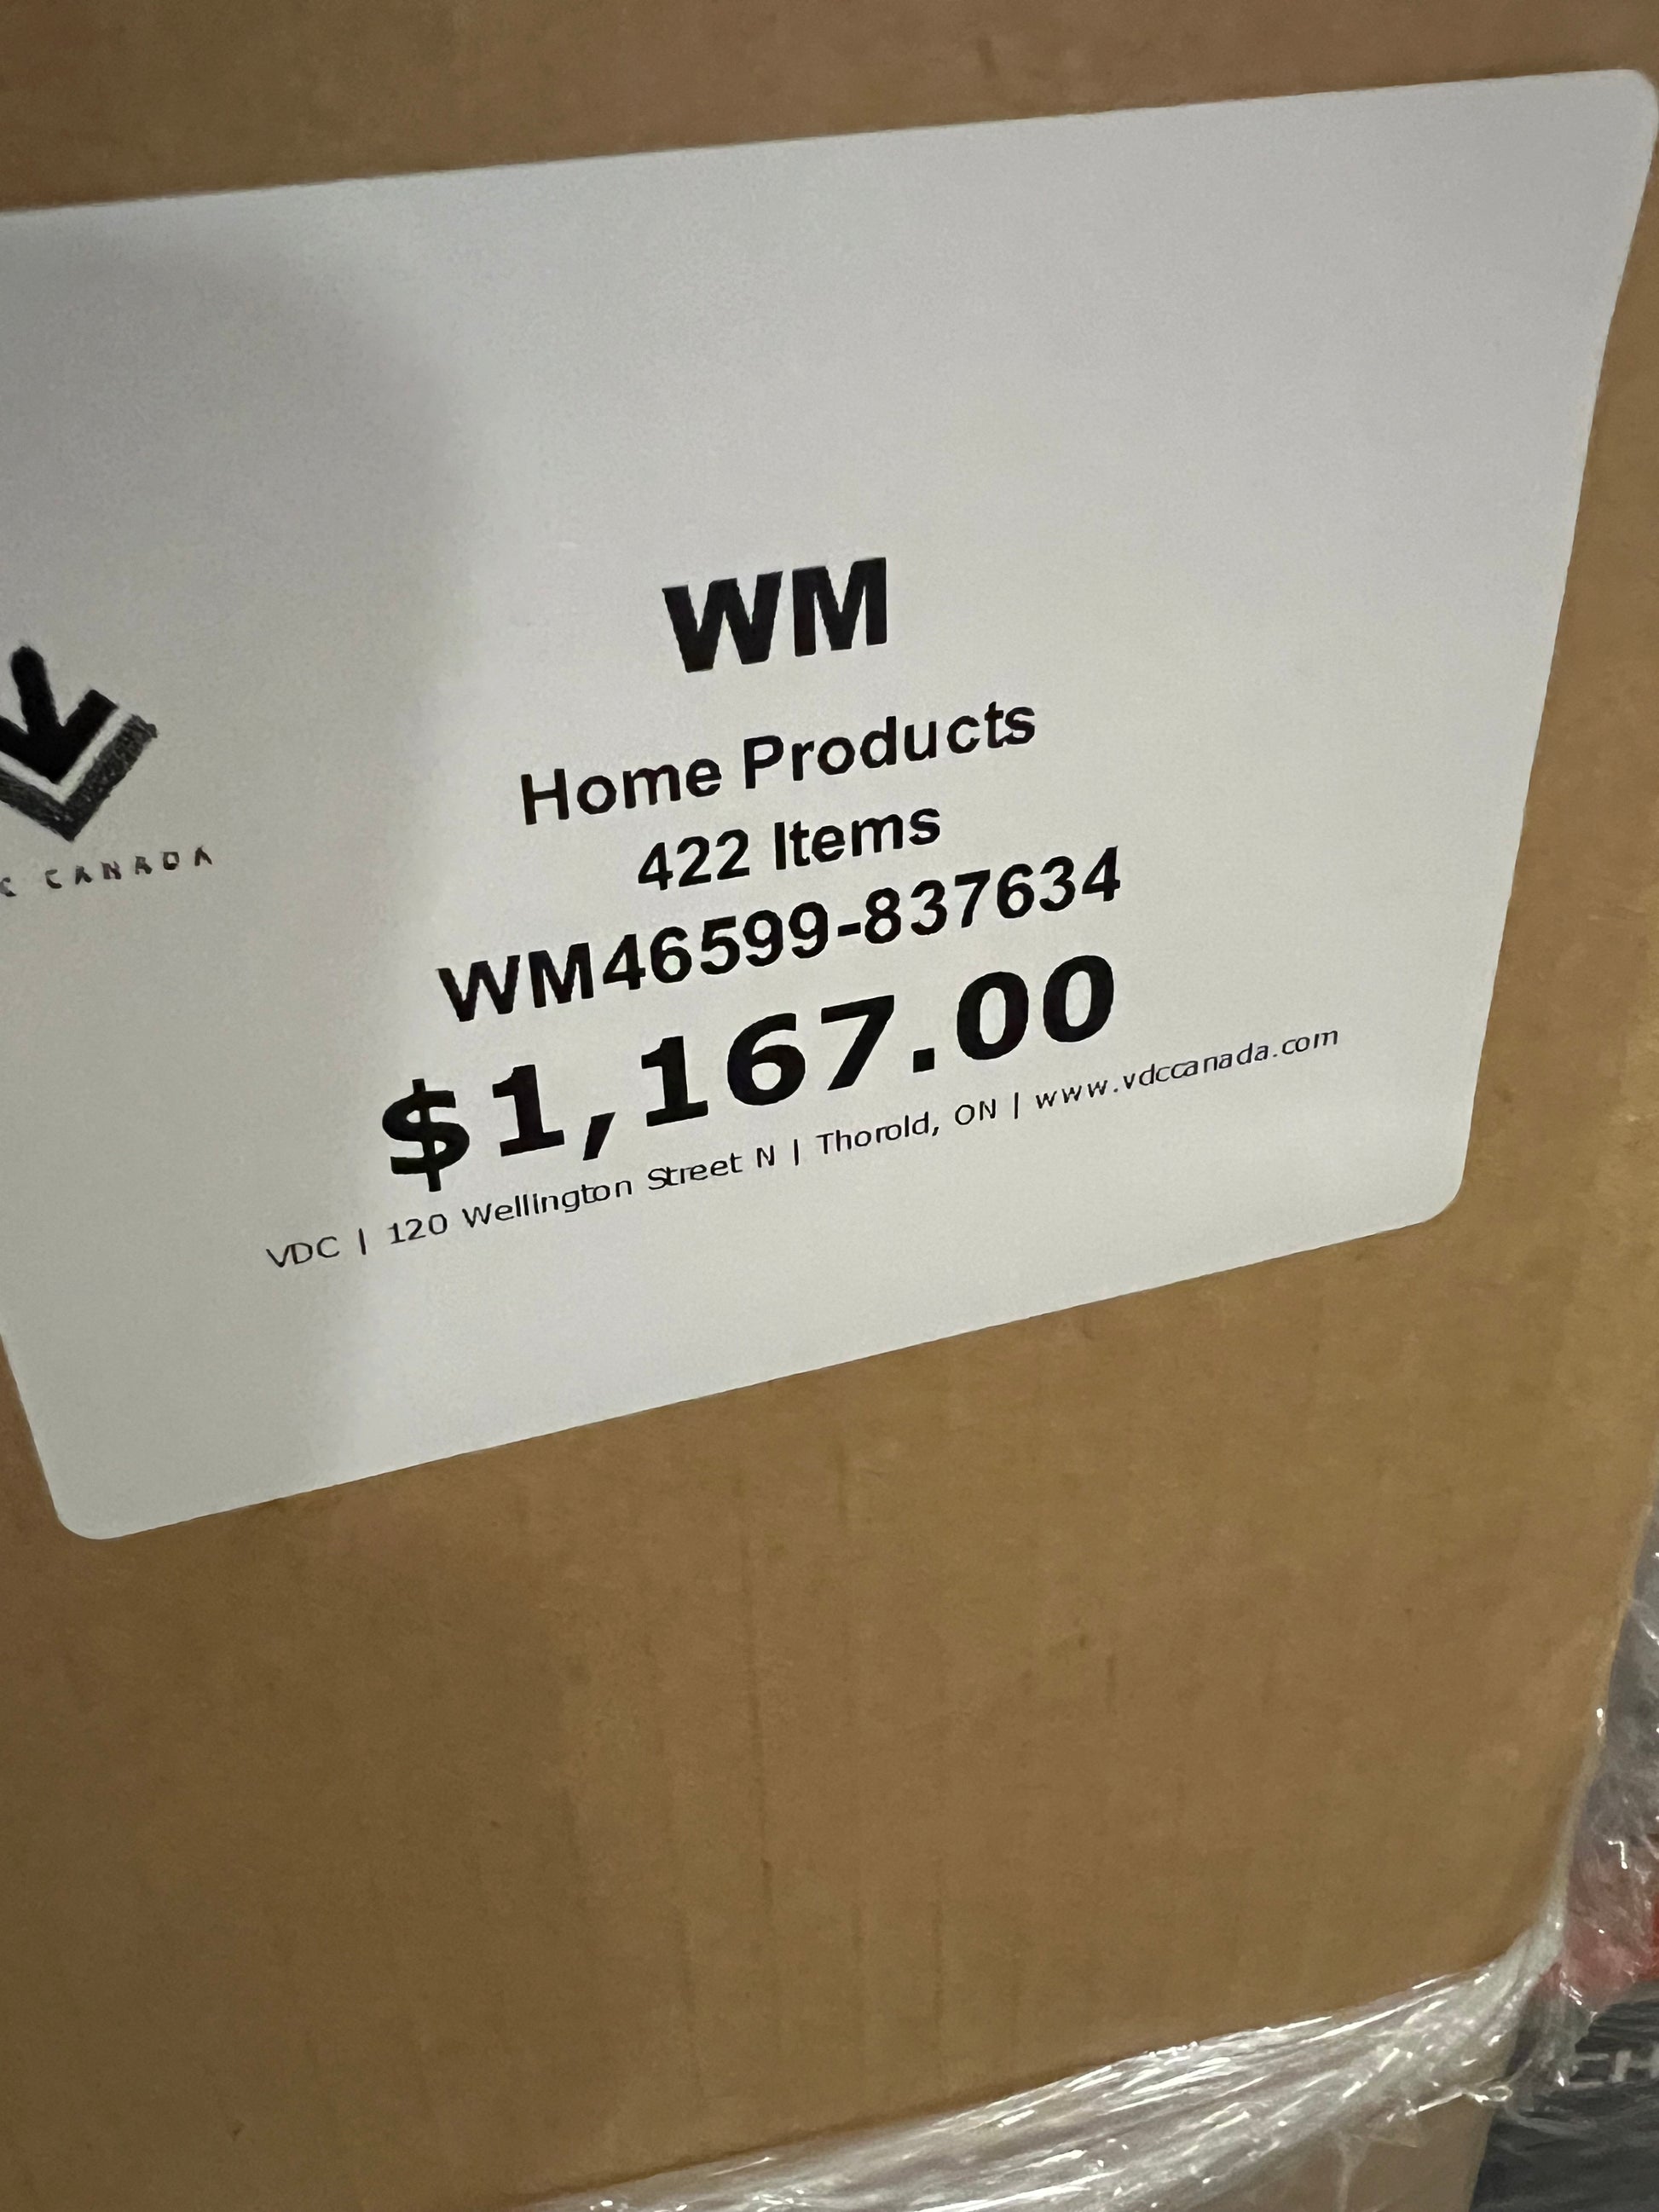 WM
Home Products
422 Items
WM46599-837634
$1,167.00
VDC | 120 Wellington Street N | Thorold, ON | www.vdccanada.com
C CANADA
CH